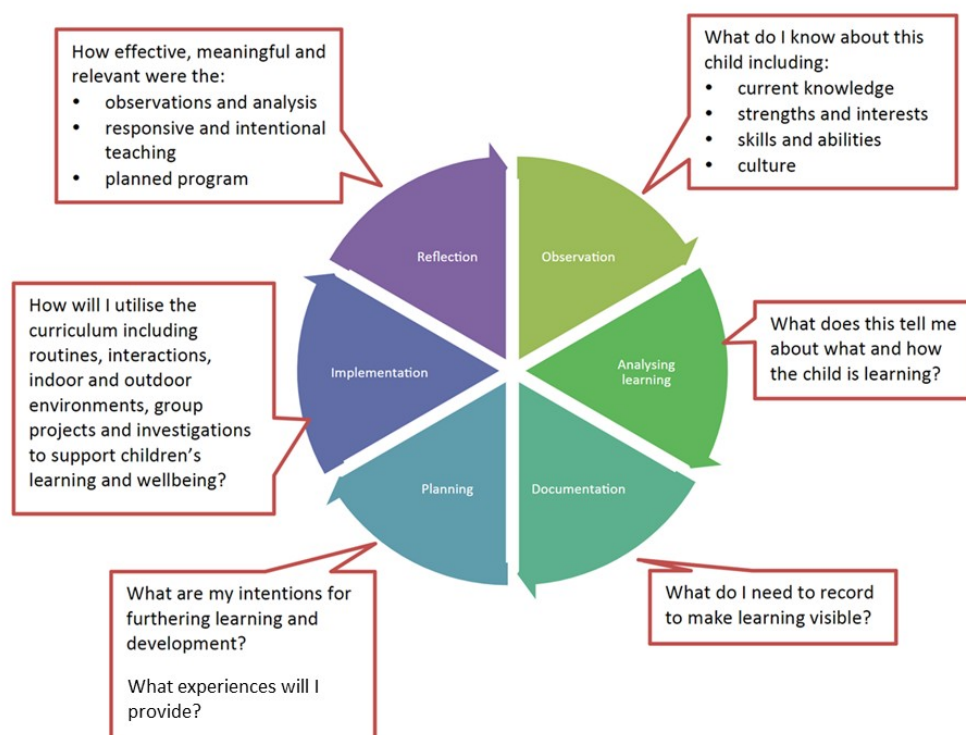 How effective, meaningful and
relevant were the:
• observations and analysis
• responsive and intentional
teaching
• planned program
What do I know about this
child including:
• current knowledge
• strengths and interests
• skills and abilities
• culture
Reflection
Observation
How will I utilise the
curriculum including
routines, interactions,
indoor and outdoor
environments, group
projects and investigations
to support children's
learning and wellbeing?
Implementation
Analysing
learning
What does this tell me
about what and how
the child is learning?
Planning
Documentation
What are my intentions for
furthering learning and
development?
What experiences will I
provide?
What do I need to record
to make learning visible?